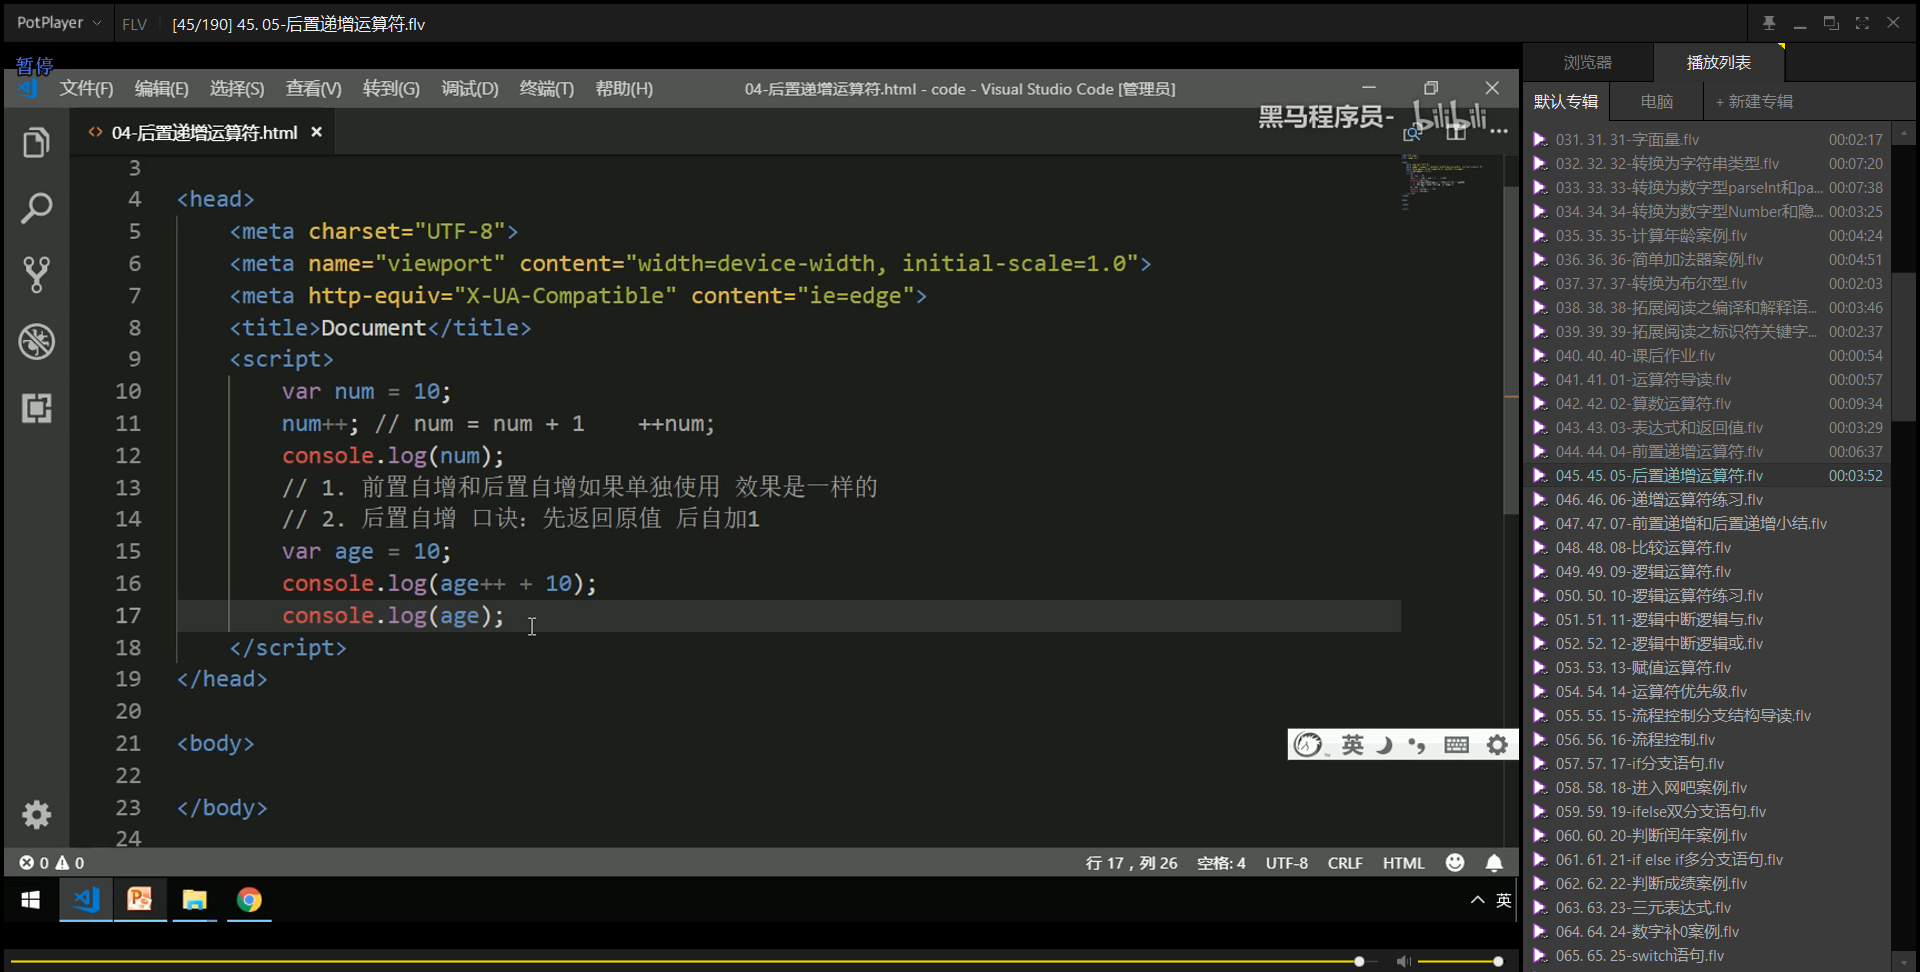 PotPlayer FLV [45/190] 45. 05-后置递增运算符.flv
暂停
文件(F) 编辑(E) 选择(S) 查看(V) 转到(G) 调试(D) 终端(T) 帮助(H) 04-后置递增运算符.html - code - Visual Studio Code [管理员]
黑马程序员- bilibili
<> 04-后置递增运算符.html ×
3
4 <head>
5 <meta charset="UTF-8">
6 <meta name="viewport" content="width=device-width, initial-scale=1.0">
7 <meta http-equiv="X-UA-Compatible" content="ie=edge">
8 <title>Document</title>
9 <script>
10 var num = 10;
11 num++; // num = num + 1    ++num;
12 console.log(num);
13 // 1. 前置自增和后置自增如果单独使用 效果是一样的
14 // 2. 后置自增 口诀：先返回原值 后自加1
15 var age = 10;
16 console.log(age++ + 10);
17 console.log(age);
18 </script>
19 </head>
20
21 <body>
22
23 </body>
24
英
0 0 行 17，列 26 空格: 4 UTF-8 CRLF HTML
英
浏览器 播放列表
默认专辑 电脑 + 新建专辑
031. 31. 31-字面量.flv 00:02:17
032. 32. 32-转换为字符串类型.flv 00:07:20
033. 33. 33-转换为数字型parseInt和pa... 00:07:38
034. 34. 34-转换为数字型Number和隐... 00:03:25
035. 35. 35-计算年龄案例.flv 00:04:24
036. 36. 36-简单加法器案例.flv 00:04:51
037. 37. 37-转换为布尔型.flv 00:02:03
038. 38. 38-拓展阅读之编译和解释语... 00:03:46
039. 39. 39-拓展阅读之标识符关键字... 00:02:37
040. 40. 40-课后作业.flv 00:00:54
041. 41. 01-运算符导读.flv 00:00:57
042. 42. 02-算数运算符.flv 00:09:34
043. 43. 03-表达式和返回值.flv 00:03:29
044. 44. 04-前置递增运算符.flv 00:06:37
045. 45. 05-后置递增运算符.flv 00:03:52
046. 46. 06-递增运算符练习.flv
047. 47. 07-前置递增和后置递增小结.flv
048. 48. 08-比较运算符.flv
049. 49. 09-逻辑运算符.flv
050. 50. 10-逻辑运算符练习.flv
051. 51. 11-逻辑中断逻辑与.flv
052. 52. 12-逻辑中断逻辑或.flv
053. 53. 13-赋值运算符.flv
054. 54. 14-运算符优先级.flv
055. 55. 15-流程控制分支结构导读.flv
056. 56. 16-流程控制.flv
057. 57. 17-if分支语句.flv
058. 58. 18-进入网吧案例.flv
059. 59. 19-ifelse双分支语句.flv
060. 60. 20-判断闰年案例.flv
061. 61. 21-if else if多分支语句.flv
062. 62. 22-判断成绩案例.flv
063. 63. 23-三元表达式.flv
064. 64. 24-数字补0案例.flv
065. 65. 25-switch语句.flv